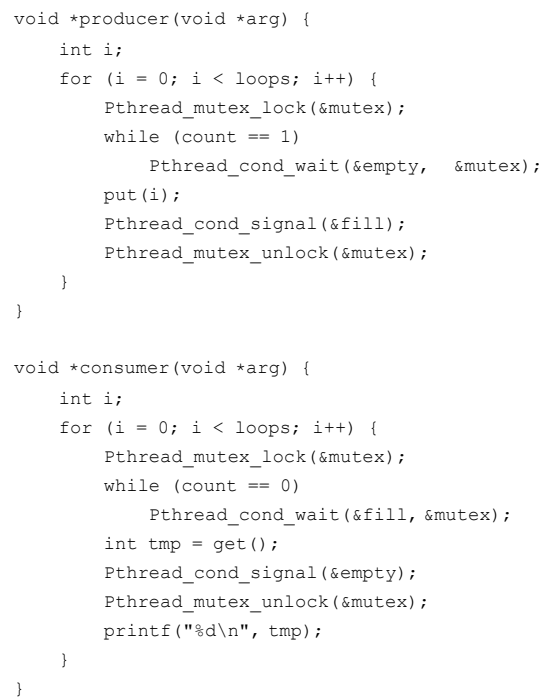 void *producer(void *arg) {
    int i;
    for (i = 0; i < loops; i++) {
        Pthread_mutex_lock(&mutex);
        while (count == 1)
            Pthread_cond_wait(&empty,  &mutex);
        put(i);
        Pthread_cond_signal(&fill);
        Pthread_mutex_unlock(&mutex);
    }
}

void *consumer(void *arg) {
    int i;
    for (i = 0; i < loops; i++) {
        Pthread_mutex_lock(&mutex);
        while (count == 0)
            Pthread_cond_wait(&fill, &mutex);
        int tmp = get();
        Pthread_cond_signal(&empty);
        Pthread_mutex_unlock(&mutex);
        printf("%d\n", tmp);
    }
}